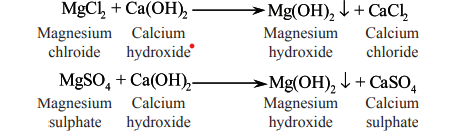 MgCl₂ + Ca(OH)₂ ⟶ Mg(OH)₂ ↓ + CaCl₂
Magnesium Calcium Magnesium Calcium
chlroide hydroxide hydroxide chloride
MgSO₄ + Ca(OH)₂ ⟶ Mg(OH)₂ ↓ + CaSO₄
Magnesium Calcium Magnesium Calcium
sulphate hydroxide hydroxide sulphate